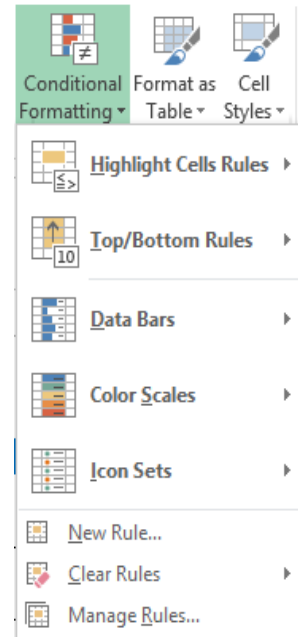 Conditional Format as Cell
Formatting Table Styles
≠
Highlight Cells Rules
≤ >
Top/Bottom Rules
10
Data Bars
Color Scales
Icon Sets
New Rule...
Clear Rules
Manage Rules...